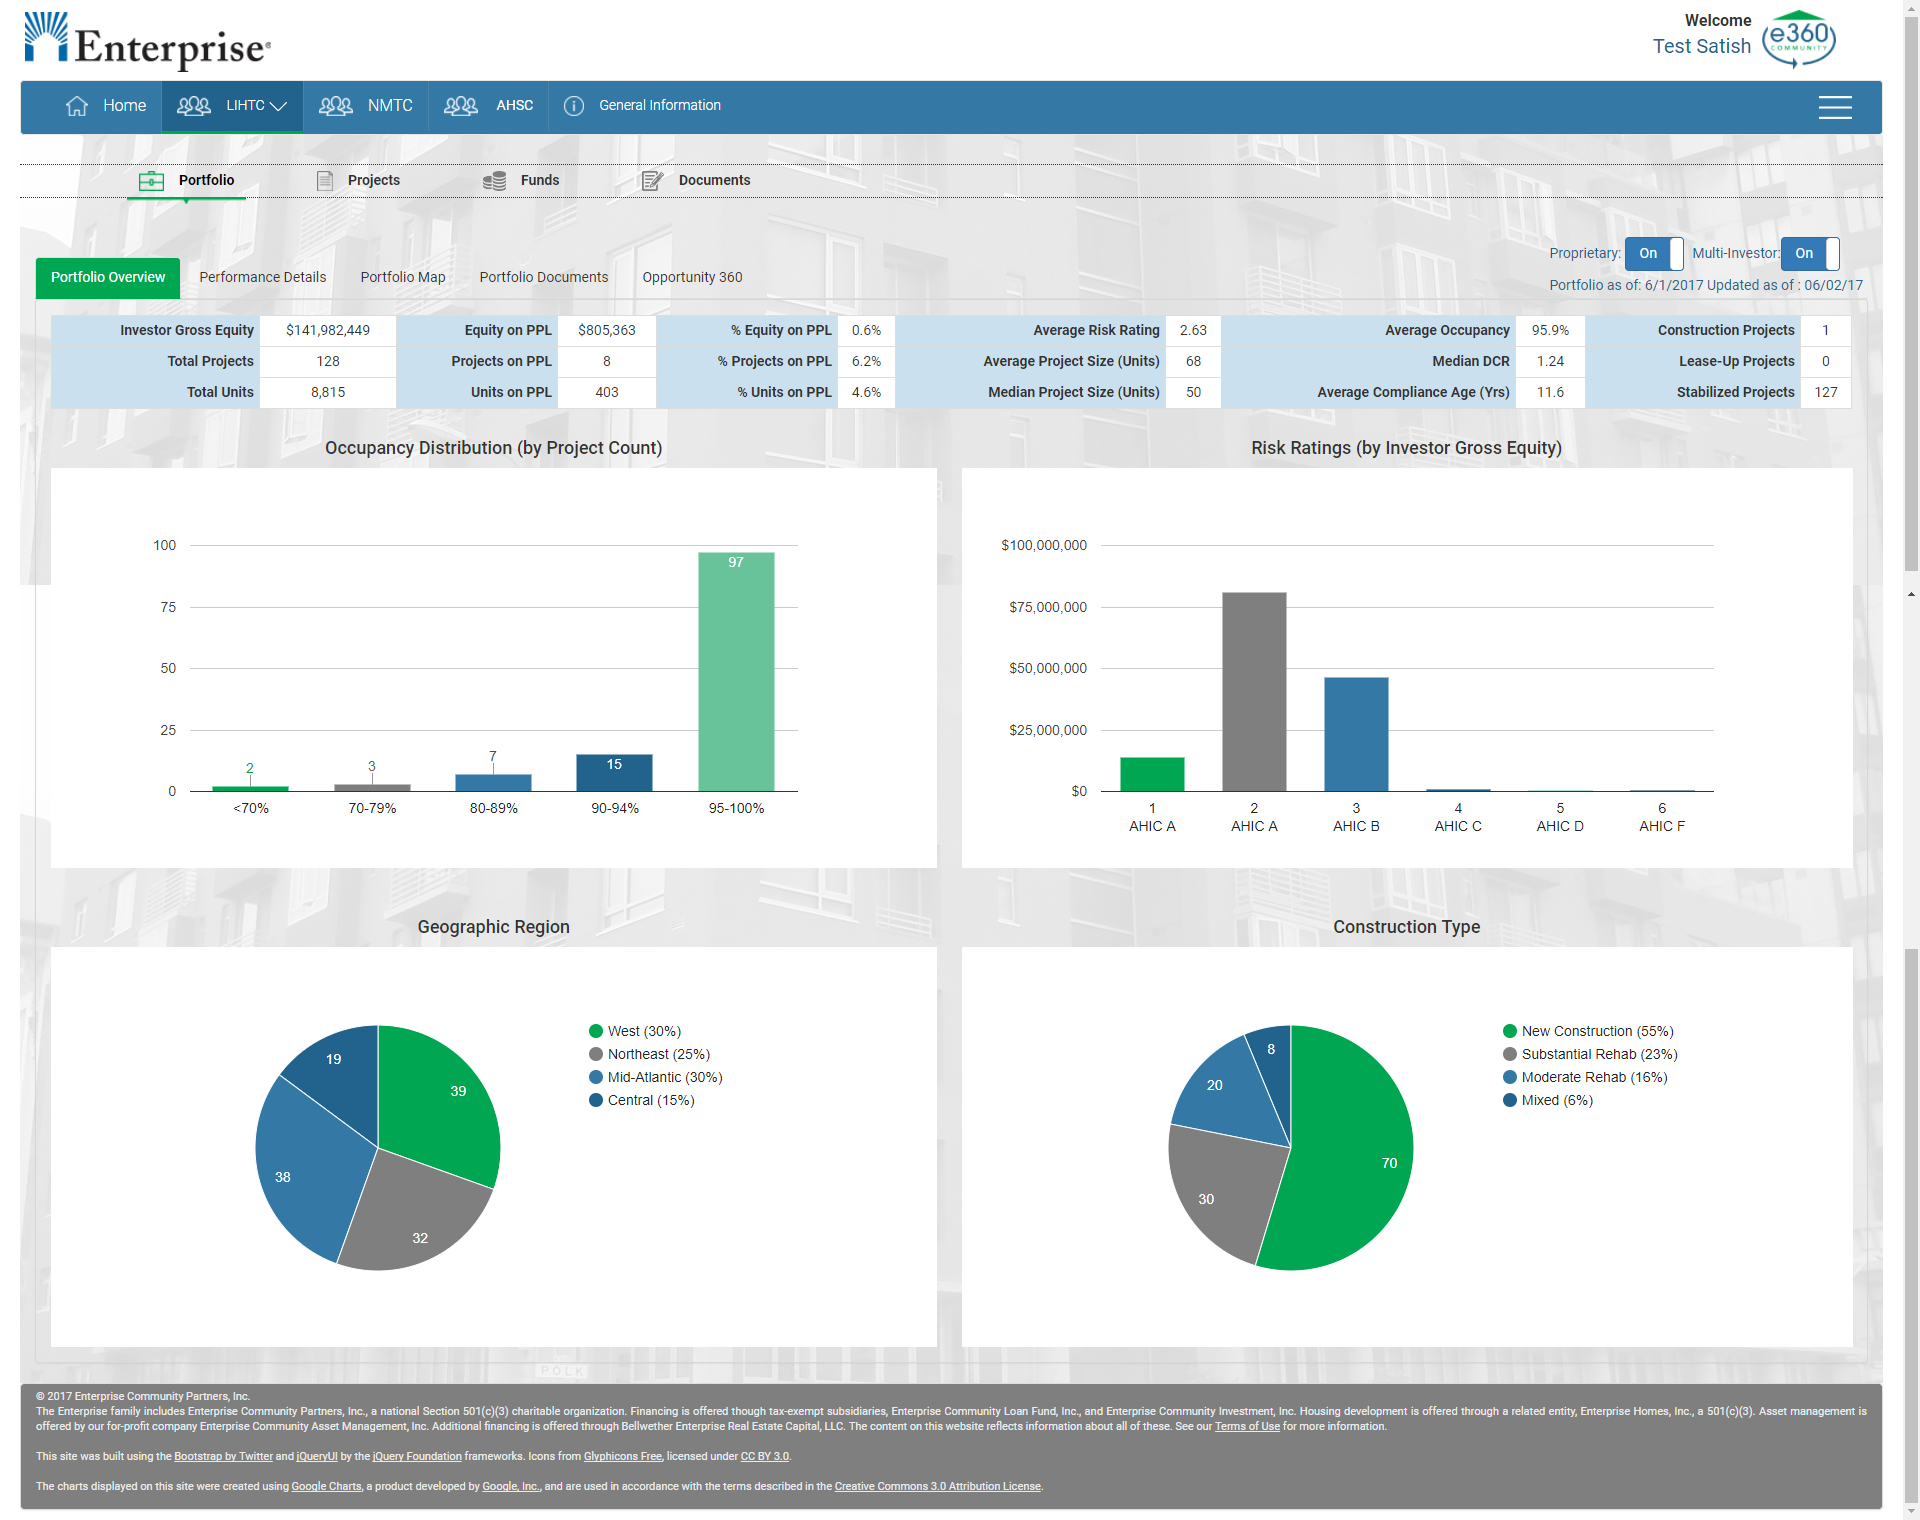 Enterprise®
Welcome
Test Satish
e360
COMMUNITY
Home LIHTC NMTC AHSC General Information
Portfolio Projects Funds Documents
Proprietary: On Multi-Investor: On
Portfolio Overview Performance Details Portfolio Map Portfolio Documents Opportunity 360
Portfolio as of: 6/1/2017 Updated as of : 06/02/17
Investor Gross Equity $141,982,449 Equity on PPL $805,363 % Equity on PPL 0.6% Average Risk Rating 2.63 Average Occupancy 95.9% Construction Projects 1
Total Projects 128 Projects on PPL 8 % Projects on PPL 6.2% Average Project Size (Units) 68 Median DCR 1.24 Lease-Up Projects 0
Total Units 8,815 Units on PPL 403 % Units on PPL 4.6% Median Project Size (Units) 50 Average Compliance Age (Yrs) 11.6 Stabilized Projects 127
Occupancy Distribution (by Project Count)
100
75
50
25
0
2
3
7
15
97
<70% 70-79% 80-89% 90-94% 95-100%
Risk Ratings (by Investor Gross Equity)
$100,000,000
$75,000,000
$50,000,000
$25,000,000
$0
1 2 3 4 5 6
AHIC A AHIC A AHIC B AHIC C AHIC D AHIC F
Geographic Region
19
39
38
32
West (30%)
Northeast (25%)
Mid-Atlantic (30%)
Central (15%)
Construction Type
8
20
70
30
New Construction (55%)
Substantial Rehab (23%)
Moderate Rehab (16%)
Mixed (6%)
POLK
© 2017 Enterprise Community Partners, Inc.
The Enterprise family includes Enterprise Community Partners, Inc., a national Section 501(c)(3) charitable organization. Financing is offered though tax-exempt subsidiaries, Enterprise Community Loan Fund, Inc., and Enterprise Community Investment, Inc. Housing development is offered through a related entity, Enterprise Homes, Inc., a 501(c)(3). Asset management is
offered by our for-profit company Enterprise Community Asset Management, Inc. Additional financing is offered through Bellwether Enterprise Real Estate Capital, LLC. The content on this website reflects information about all of these. See our Terms of Use for more information.
This site was built using the Bootstrap by Twitter and jQueryUI by the jQuery Foundation frameworks. Icons from Glyphicons Free, licensed under CC BY 3.0.
The charts displayed on this site were created using Google Charts, a product developed by Google, Inc., and are used in accordance with the terms described in the Creative Commons 3.0 Attribution License.